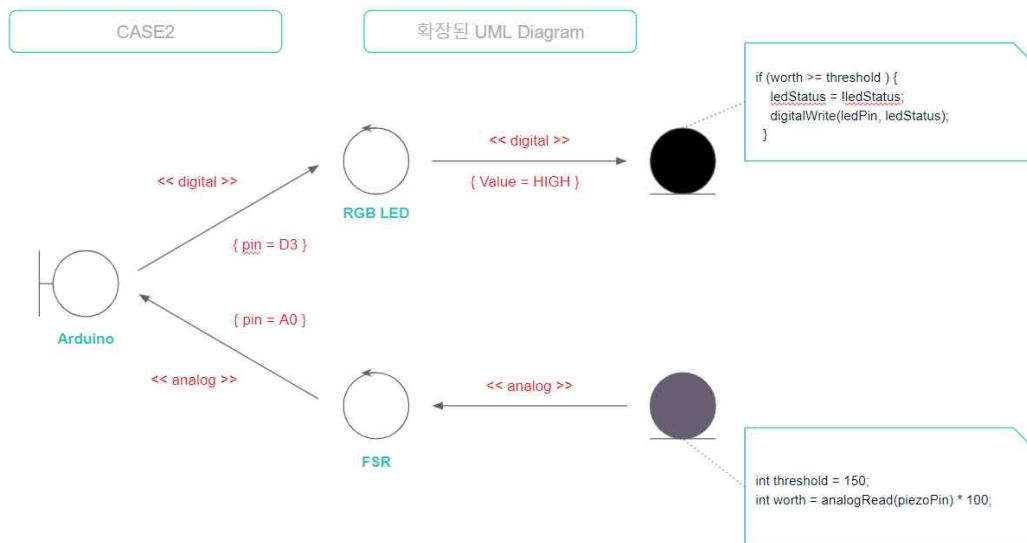 CASE2
확장된 UML Diagram
if (worth >= threshold ) {
ledStatus = !ledStatus;
digitalWrite(ledPin, ledStatus);
}
<< digital >>
{ Value = HIGH }
RGB LED
<< digital >>
{ pin = D3 }
Arduino
{ pin = A0 }
<< analog >>
<< analog >>
FSR
int threshold = 150;
int worth = analogRead(piezoPin) * 100;